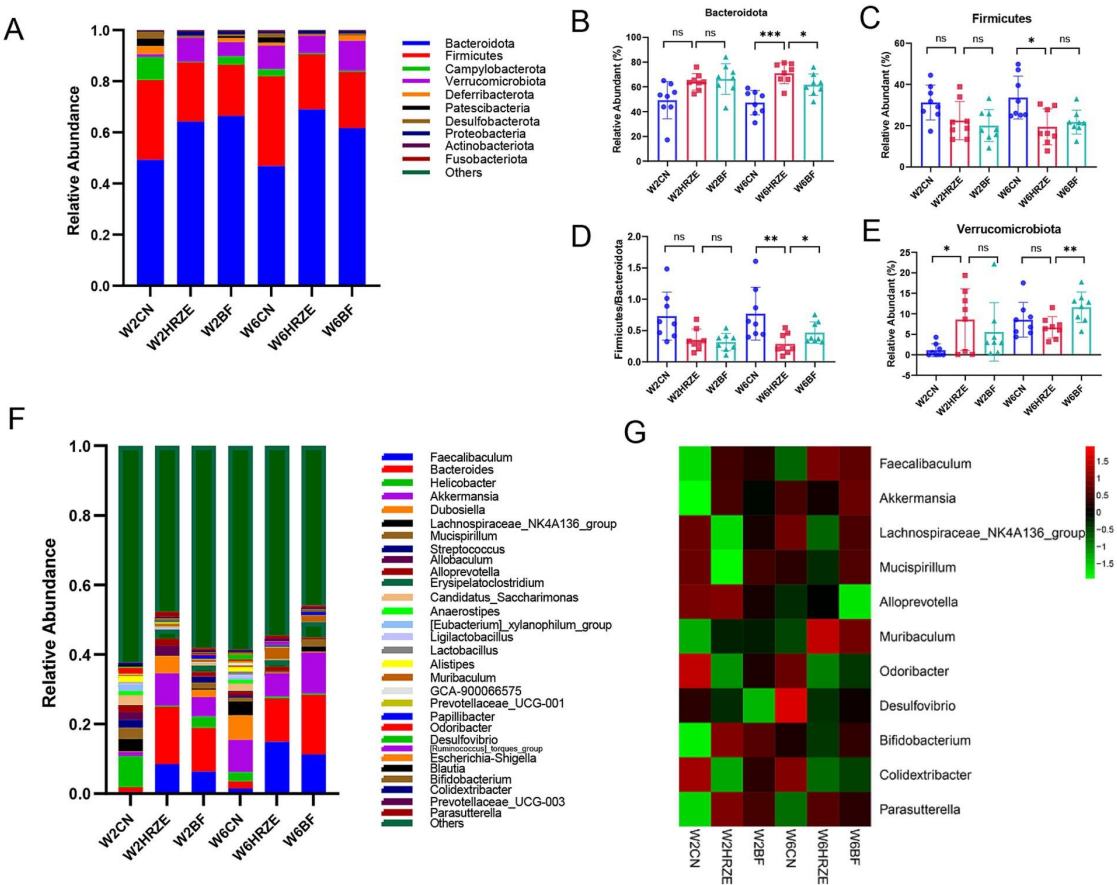 A
Relative Abundance
1.0
0.8
0.6
0.4
0.2
0.0
W2CN
W2HRZE
W2BF
W6CN
W6HRZE
W6BF
Bacteroidota
Firmicutes
Campylobacterota
Verrucomicrobiota
Deferribacterota
Patescibacteria
Desulfobacterota
Proteobacteria
Actinobacteriota
Fusobacteriota
Others
B
Bacteroidota
Relative Abundant (%)
100
80
60
40
20
0
ns
ns
***
*
W2CN
W2HRZE
W2BF
W6CN
W6HRZE
W6BF
C
Firmicutes
Relative Abundant (%)
60
40
20
0
ns
ns
*
ns
W2CN
W2HRZE
W2BF
W6CN
W6HRZE
W6BF
D
Firmicutes/Bacteroidota
2.0
1.5
1.0
0.5
0.0
ns
ns
**
*
W2CN
W2HRZE
W2BF
W6CN
W6HRZE
W6BF
E
Verrucomicrobiota
Relative Abundant (%)
25
20
15
10
5
0
-5
*
ns
ns
**
W2CN
W2HRZE
W2BF
W6CN
W6HRZE
W6BF
F
Relative Abundance
1.0
0.8
0.6
0.4
0.2
0.0
W2CN
W2HRZE
W2BF
W6CN
W6HRZE
W6BF
Faecalibaculum
Bacteroides
Helicobacter
Akkermansia
Dubosiella
Lachnospiraceae_NK4A136_group
Mucispirillum
Streptococcus
Allobaculum
Alloprevotella
Erysipelatoclostridium
Candidatus_Saccharimonas
Anaerostipes
[Eubacterium]_xylanophilum_group
Ligilactobacillus
Lactobacillus
Alistipes
Muribaculum
GCA-900066575
Prevotellaceae_UCG-001
Papillibacter
Odoribacter
Desulfovibrio
[Ruminococcus]_torques_group
Escherichia-Shigella
Blautia
Bifidobacterium
Colidextribacter
Prevotellaceae_UCG-003
Parasutterella
Others
G
Faecalibaculum
Akkermansia
Lachnospiraceae_NK4A136_group
Mucispirillum
Alloprevotella
Muribaculum
Odoribacter
Desulfovibrio
Bifidobacterium
Colidextribacter
Parasutterella
W2CN
W2HRZE
W2BF
W6CN
W6HRZE
W6BF
1.5
1
0.5
0
−0.5
−1
−1.5